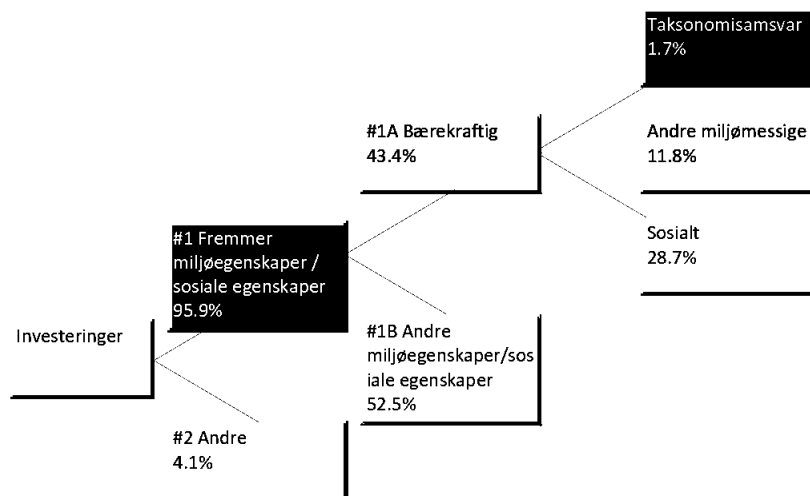 Investeringer
#1 Fremmer
miljøegenskaper /
sosiale egenskaper
95.9%
#2 Andre
4.1%
#1A Bærekraftig
43.4%
#1B Andre
miljøegenskaper/sos
iale egenskaper
52.5%
Taksonomisamsvar
1.7%
Andre miljømessige
11.8%
Sosialt
28.7%